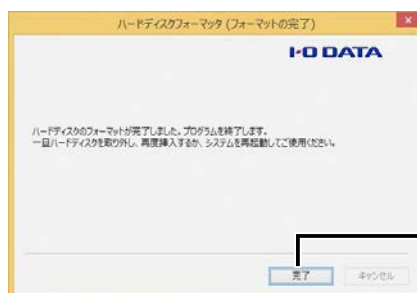 ハードディスクフォーマッタ (フォーマットの完了)
I-O DATA
ハードディスクのフォーマットが完了しました。プログラムを終了します。
一旦ハードディスクを取り外し、再度挿入するか、システムを再起動してご使用ください。
完了
キャンセル